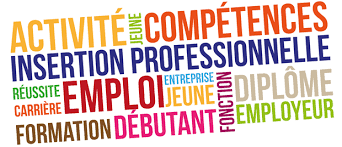 ACTIVITÉ JEUNE COMPÉTENCES
INSERTION PROFESSIONNELLE
RÉUSSITE EMPLOI ENTREPRISE FONCTION DIPLÔME
CARRIÈRE JEUNE EMPLOYEUR
FORMATION DÉBUTANT